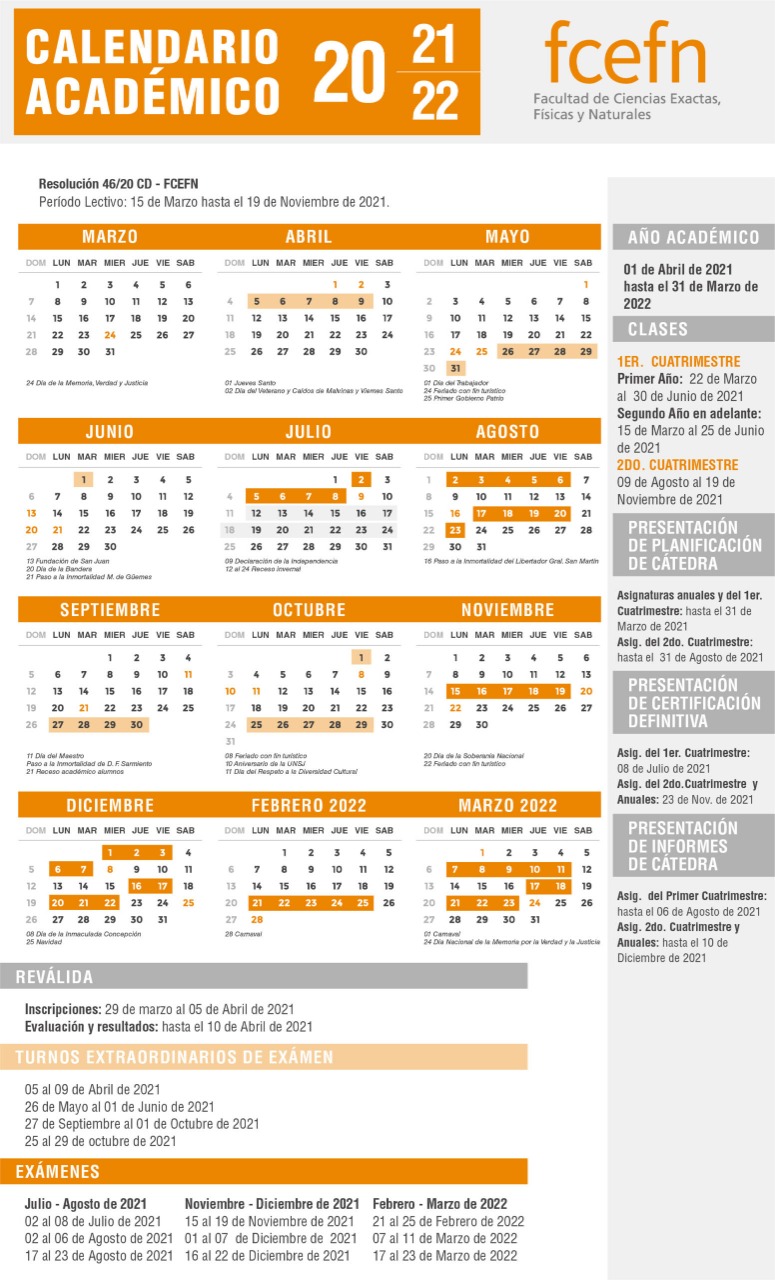 CALENDARIO
ACADÉMICO
20
21
22
fcefn
Facultad de Ciencias Exactas,
Físicas y Naturales
Resolución 46/20 CD - FCEFN
Período Lectivo: 15 de Marzo hasta el 19 de Noviembre de 2021.
MARZO
DOM LUN MAR MIER JUE VIE SAB
1 2 3 4 5 6
7 8 9 10 11 12 13
14 15 16 17 18 19 20
21 22 23 24 25 26 27
28 29 30 31
24 Día de la Memoria, Verdad y Justicia
ABRIL
DOM LUN MAR MIER JUE VIE SAB
1 2 3
4 5 6 7 8 9 10
11 12 13 14 15 16 17
18 19 20 21 22 23 24
25 26 27 28 29 30
01 Jueves Santo
02 Día del Veterano y Caídos de Malvinas y Viernes Santo
MAYO
DOM LUN MAR MIER JUE VIE SAB
1
2 3 4 5 6 7 8
9 10 11 12 13 14 15
16 17 18 19 20 21 22
23 24 25 26 27 28 29
30 31
01 Día del Trabajador
24 Feriado con fin turístico
25 Primer Gobierno Patrio
JUNIO
DOM LUN MAR MIER JUE VIE SAB
1 2 3 4 5
6 7 8 9 10 11 12
13 14 15 16 17 18 19
20 21 22 23 24 25 26
27 28 29 30
13 Fundación de San Juan
20 Día de la Bandera
21 Paso a la Inmortalidad M. de Güemes
JULIO
DOM LUN MAR MIER JUE VIE SAB
1 2 3
4 5 6 7 8 9 10
11 12 13 14 15 16 17
18 19 20 21 22 23 24
25 26 27 28 29 30 31
09 Declaración de la Independencia
12 al 24 Receso invernal
AGOSTO
DOM LUN MAR MIER JUE VIE SAB
1 2 3 4 5 6 7
8 9 10 11 12 13 14
15 16 17 18 19 20 21
22 23 24 25 26 27 28
29 30 31
16 Paso a la Inmortalidad del Libertador Gral. San Martín
SEPTIEMBRE
DOM LUN MAR MIER JUE VIE SAB
1 2 3 4
5 6 7 8 9 10 11
12 13 14 15 16 17 18
19 20 21 22 23 24 25
26 27 28 29 30
11 Día del Maestro
Paso a la Inmortalidad de D. F. Sarmiento
21 Receso académico alumnos
OCTUBRE
DOM LUN MAR MIER JUE VIE SAB
1 2
3 4 5 6 7 8 9
10 11 12 13 14 15 16
17 18 19 20 21 22 23
24 25 26 27 28 29 30
31
08 Feriado con fin turístico
10 Aniversario de la UNSJ
11 Día del Respeto a la Diversidad Cultural
NOVIEMBRE
DOM LUN MAR MIER JUE VIE SAB
1 2 3 4 5 6
7 8 9 10 11 12 13
14 15 16 17 18 19 20
21 22 23 24 25 26 27
28 29 30
20 Día de la Soberanía Nacional
22 Feriado con fin turístico
DICIEMBRE
DOM LUN MAR MIER JUE VIE SAB
1 2 3 4
5 6 7 8 9 10 11
12 13 14 15 16 17 18
19 20 21 22 23 24 25
26 27 28 29 30 31
08 Día de la Inmaculada Concepción
25 Navidad
FEBRERO 2022
DOM LUN MAR MIER JUE VIE SAB
1 2 3 4 5
6 7 8 9 10 11 12
13 14 15 16 17 18 19
20 21 22 23 24 25 26
27 28
28 Carnaval
MARZO 2022
DOM LUN MAR MIER JUE VIE SAB
1 2 3 4 5
6 7 8 9 10 11 12
13 14 15 16 17 18 19
20 21 22 23 24 25 26
27 28 29 30 31
01 Carnaval
24 Día Nacional de la Memoria por la Verdad y la Justicia
AÑO ACADÉMICO
01 de Abril de 2021
hasta el 31 de Marzo de
2022
CLASES
1ER. CUATRIMESTRE
Primer Año: 22 de Marzo
al 30 de Junio de 2021
Segundo Año en adelante:
15 de Marzo al 25 de Junio
de 2021
2DO. CUATRIMESTRE
09 de Agosto al 19 de
Noviembre de 2021
PRESENTACIÓN
DE PLANIFICACIÓN
DE CÁTEDRA
Asignaturas anuales y del 1er.
Cuatrimestre: hasta el 31 de
Marzo de 2021
Asig. del 2do. Cuatrimestre:
hasta el 31 de Agosto de 2021
PRESENTACIÓN
DE CERTIFICACIÓN
DEFINITIVA
Asig. del 1er. Cuatrimestre:
08 de Julio de 2021
Asig. del 2do.Cuatrimestre y
Anuales: 23 de Nov. de 2021
PRESENTACIÓN
DE INFORMES
DE CÁTEDRA
Asig. del Primer Cuatrimestre:
hasta el 06 de Agosto de 2021
Asig. 2do. Cuatrimestre y
Anuales: hasta el 10 de
Diciembre de 2021
REVÁLIDA
Inscripciones: 29 de marzo al 05 de Abril de 2021
Evaluación y resultados: hasta el 10 de Abril de 2021
TURNOS EXTRAORDINARIOS DE EXÁMEN
05 al 09 de Abril de 2021
26 de Mayo al 01 de Junio de 2021
27 de Septiembre al 01 de Octubre de 2021
25 al 29 de octubre de 2021
EXÁMENES
Julio - Agosto de 2021
02 al 08 de Julio de 2021
02 al 06 de Agosto de 2021
17 al 23 de Agosto de 2021
Noviembre - Diciembre de 2021
15 al 19 de Noviembre de 2021
01 al 07 de Diciembre de 2021
16 al 22 de Diciembre de 2021
Febrero - Marzo de 2022
21 al 25 de Febrero de 2022
07 al 11 de Marzo de 2022
17 al 23 de Marzo de 2022